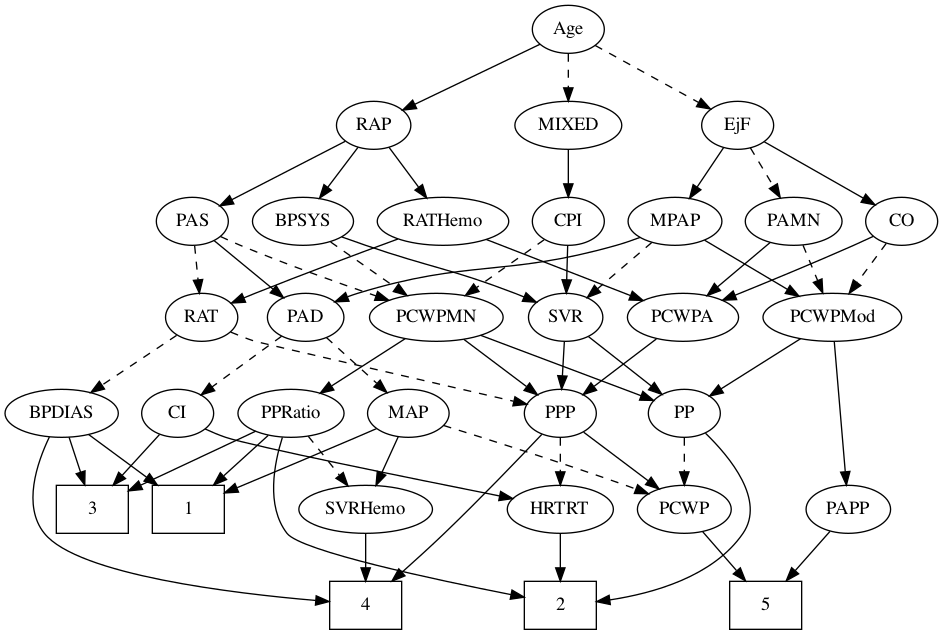 Age
RAP
MIXED
EjF
PAS
BPSYS
RATHemo
CPI
MPAP
PAMN
CO
RAT
PAD
PCWPMN
SVR
PCWPA
PCWPMod
BPDIAS
CI
PPRatio
MAP
PPP
PP
3
1
SVRHemo
HRTRT
PCWP
PAPP
4
2
5